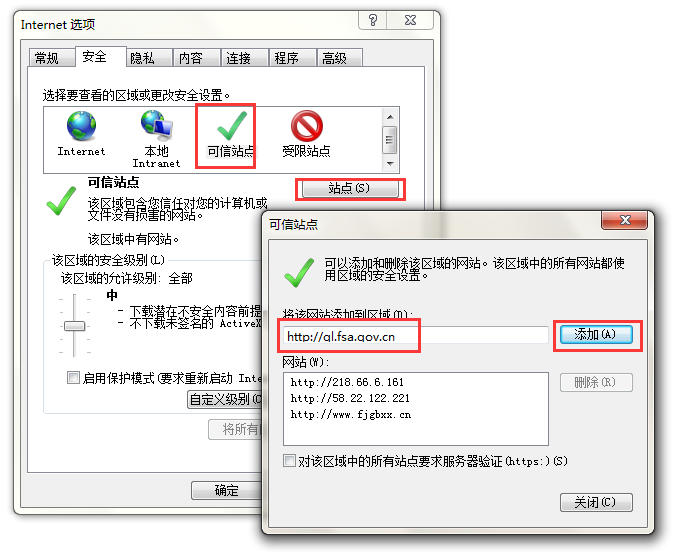 Internet 选项
常规 安全 隐私 内容 连接 程序 高级
选择要查看的区域或更改安全设置。
Internet 本地 Intranet 可信站点 受限站点
可信站点
站点(S)
该区域包含您信任对您的计算机或
文件没有损害的网站。
该区域中有网站。
该区域的安全级别(L)
该区域的允许级别: 全部
中
- 下载潜在不安全内容前提
- 不下载未签名的 ActiveX
启用保护模式(要求重新启动 Inte
自定义级别(C
将所有
确定
可信站点
可以添加和删除该区域的网站。该区域中的所有网站都使
用区域的安全设置。
将该网站添加到区域(D):
http://gl.fsa.gov.cn 添加(A)
网站(W):
http://218.66.6.161
http://58.22.122.221
http://www.fjgbxx.cn
删除(R)
对该区域中的所有站点要求服务器验证(https:)(S)
关闭(C)